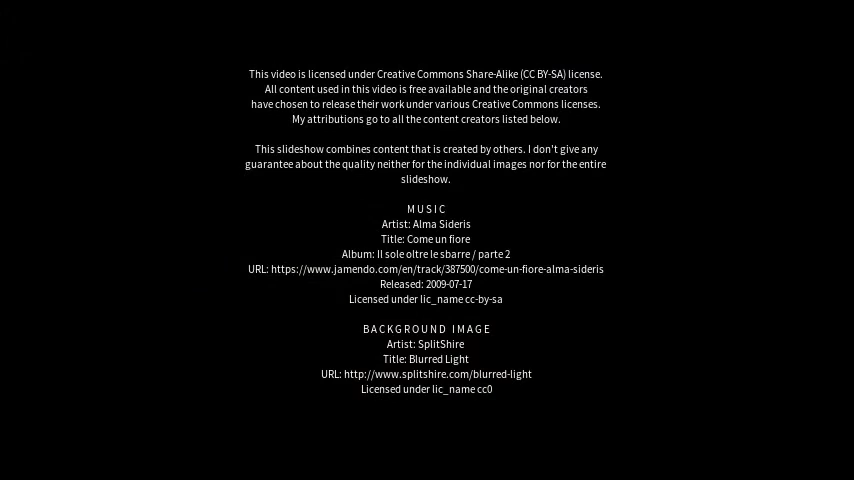 This video is licensed under Creative Commons Share-Alike (CC BY-SA) license.
All content used in this video is free available and the original creators
have chosen to release their work under various Creative Commons licenses.
My attributions go to all the content creators listed below.
This slideshow combines content that is created by others. I don't give any
guarantee about the quality neither for the individual images nor for the entire
slideshow.
MUSIC
Artist: Alma Sideris
Title: Come un fiore
Album: Il sole oltre le sbarre / parte 2
URL: https://www.jamendo.com/en/track/387500/come-un-fiore-alma-sideris
Released: 2009-07-17
Licensed under lic_name cc-by-sa
BACKGROUND IMAGE
Artist: SplitShire
Title: Blurred Light
URL: http://www.splitshire.com/blurred-light
Licensed under lic_name cc0